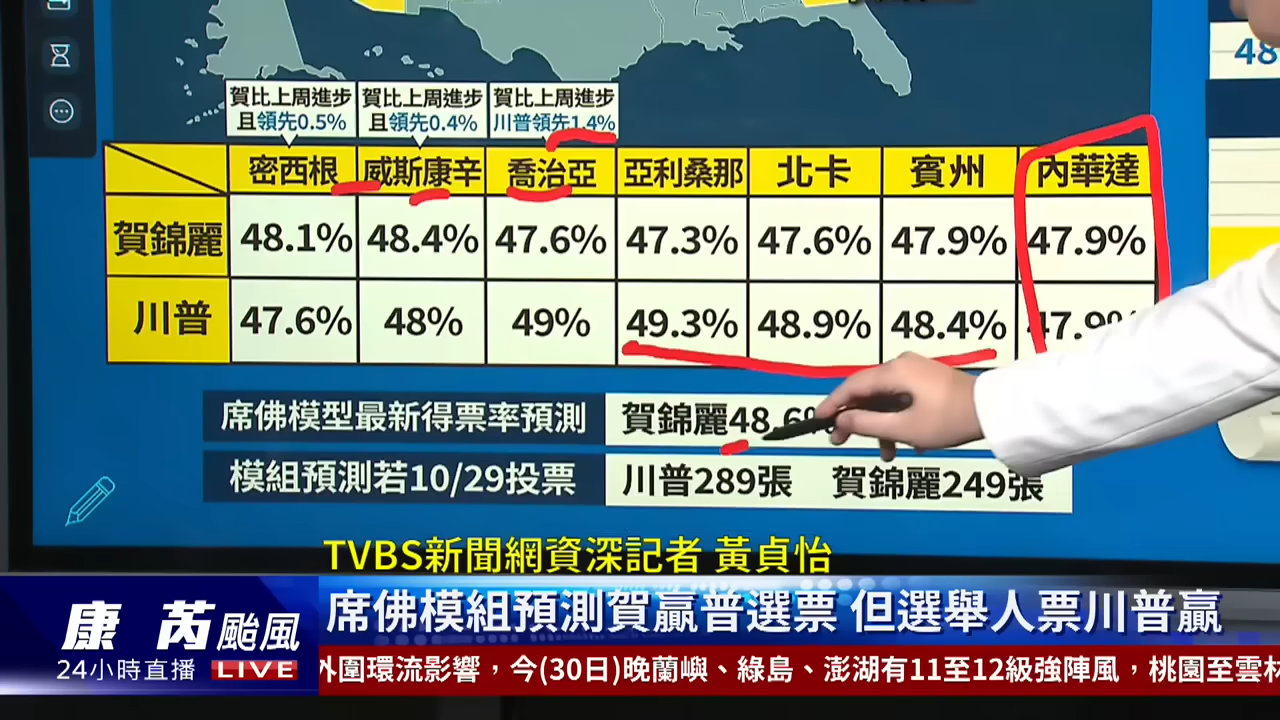 48
賀比上周進步 賀比上周進步 賀比上周進步
且領先0.5% 且領先0.4% 川普領先1.4%
密西根 威斯康辛 喬治亞 亞利桑那 北卡 賓州 內華達
賀錦麗 48.1% 48.4% 47.6% 47.3% 47.6% 47.9% 47.9%
川普 47.6% 48% 49% 49.3% 48.9% 48.4% 47.9%
席佛模型最新得票率預測 賀錦麗48.6%
模組預測若10/29投票 川普289張 賀錦麗249張
TVBS新聞網資深記者 黃貞怡
康芮颱風 席佛模組預測賀贏普選票 但選舉人票川普贏
24小時直播 LIVE 外圍環流影響，今(30日)晚蘭嶼、綠島、澎湖有11至12級強陣風，桃園至雲林